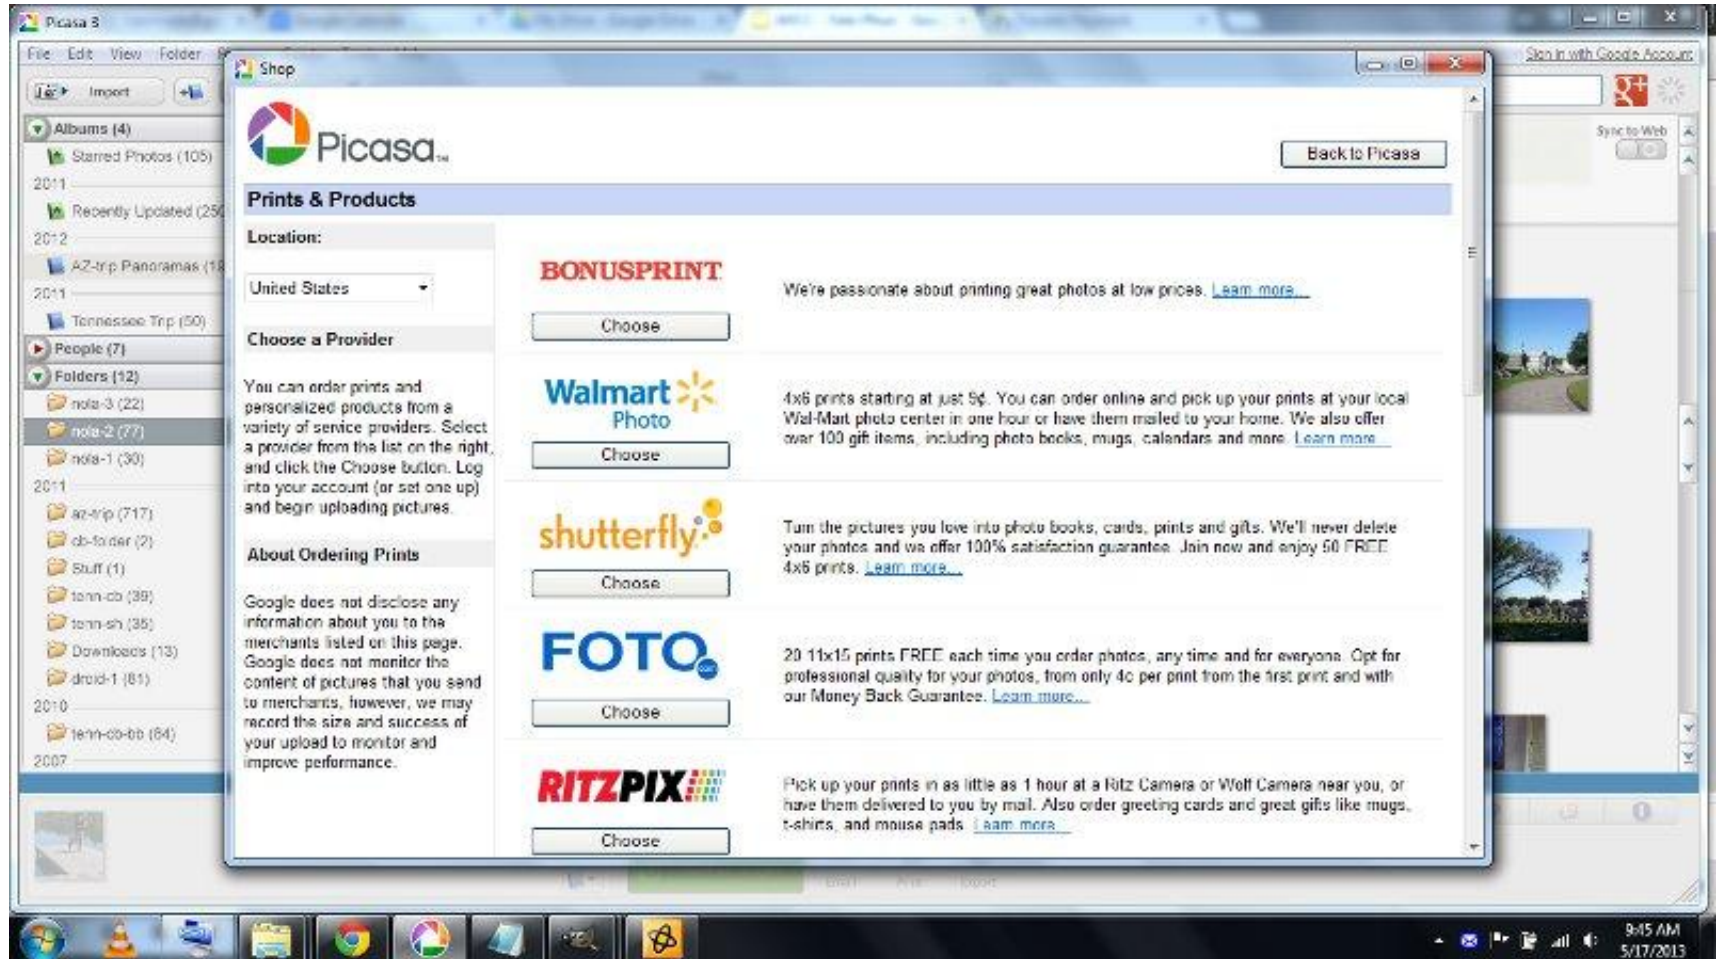 Picasa 3
File Edit View Folder
Sign in with Google Account
Import
Sync to Web
Albums (4)
Starred Photos (105)
2011
Recently Updated (250
2012
AZ-trip Panoramas (18
2011
Tennessee Trip (50)
People (7)
Folders (12)
nola-3 (22)
nola-2 (77)
nola-1 (30)
2011
az-trip (717)
cb-folder (2)
Stuff (1)
tenn-cb (39)
tenn-sh (35)
Downloads (13)
droid-1 (81)
2010
tenn-cb-bb (84)
2007
Shop
Picasa™
Back to Picasa
Prints & Products
Location:
United States
Choose a Provider
You can order prints and
personalized products from a
variety of service providers. Select
a provider from the list on the right,
and click the Choose button. Log
into your account (or set one up)
and begin uploading pictures.
About Ordering Prints
Google does not disclose any
information about you to the
merchants listed on this page.
Google does not monitor the
content of pictures that you send
to merchants, however, we may
record the size and success of
your upload to monitor and
improve performance.
BONUSPRINT
Choose
We're passionate about printing great photos at low prices. Learn more...
Walmart
Photo
Choose
4x6 prints starting at just 9¢. You can order online and pick up your prints at your local
Wal-Mart photo center in one hour or have them mailed to your home. We also offer
over 100 gift items, including photo books, mugs, calendars and more. Learn more...
shutterfly
Choose
Turn the pictures you love into photo books, cards, prints and gifts. We'll never delete
your photos and we offer 100% satisfaction guarantee. Join now and enjoy 50 FREE
4x6 prints. Learn more...
FOTO.com
Choose
20 11x15 prints FREE each time you order photos, any time and for everyone. Opt for
professional quality for your photos, from only 4c per print from the first print and with
our Money Back Guarantee. Learn more...
RITZPIX
Choose
Pick up your prints in as little as 1 hour at a Ritz Camera or Wolf Camera near you, or
have them delivered to you by mail. Also order greeting cards and great gifts like mugs,
t-shirts, and mouse pads. Learn more...
9:45 AM
5/17/2013